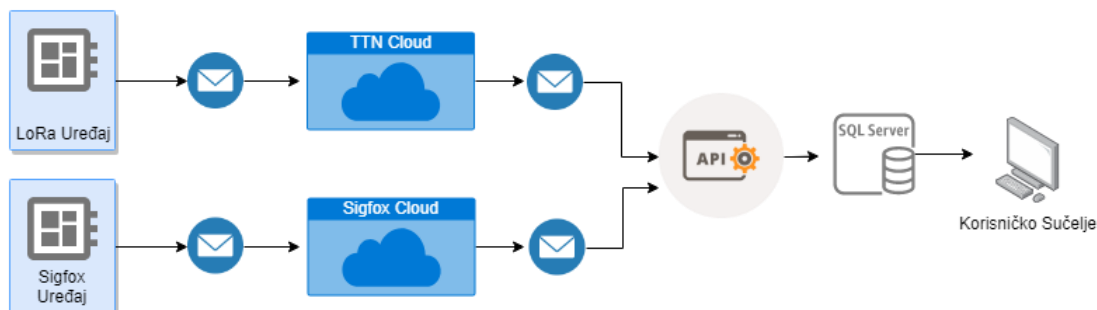 TTN Cloud
LoRa Uređaj
API
SQL Server
Sigfox Cloud
Korisničko Sučelje
Sigfox
Uređaj